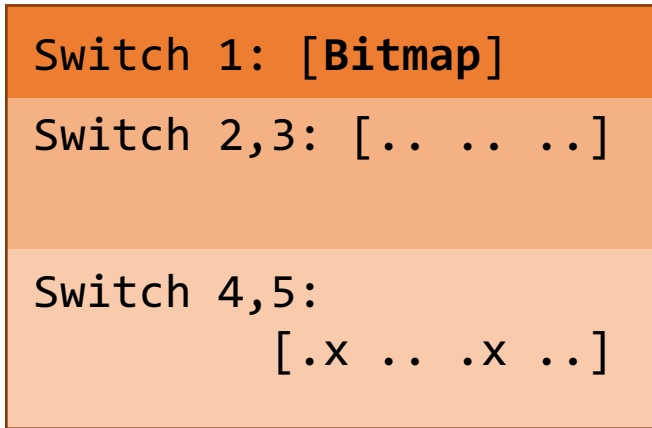 Switch 1: [Bitmap]
Switch 2,3: [.. .. ..]
Switch 4,5:
[.x .. .x ..]